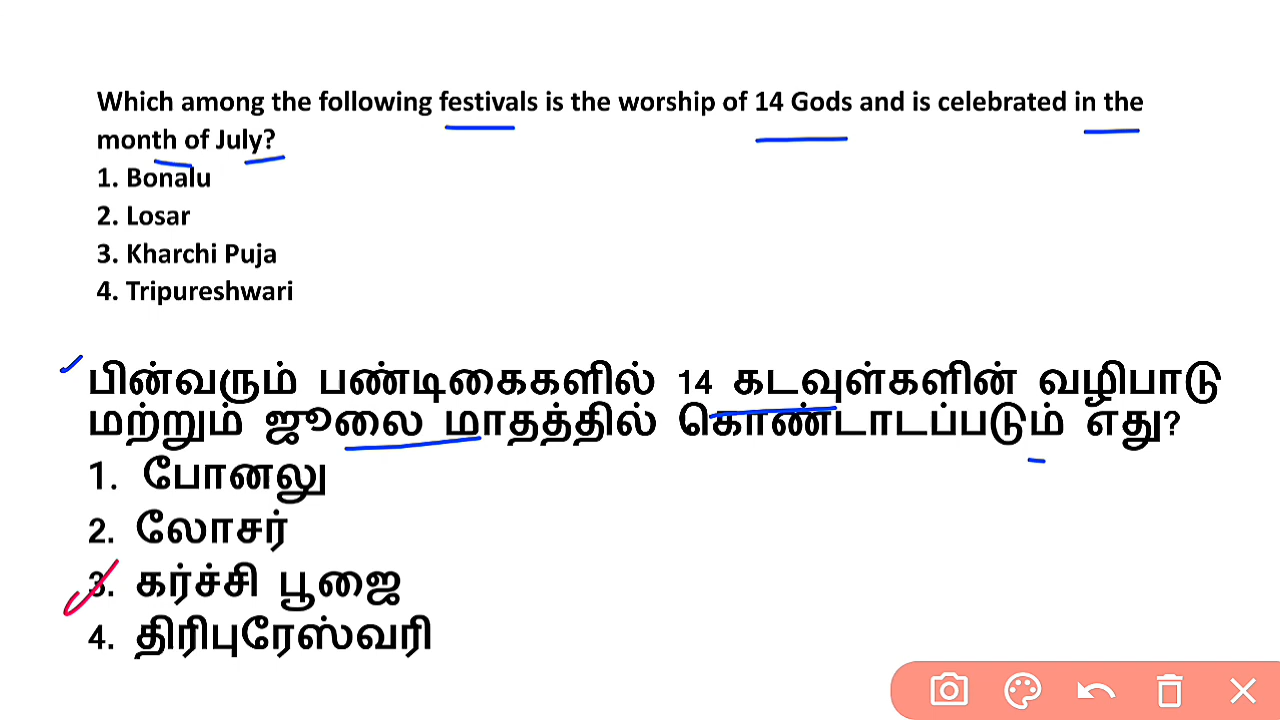 Which among the following festivals is the worship of 14 Gods and is celebrated in the
month of July?
1. Bonalu
2. Losar
3. Kharchi Puja
4. Tripureshwari
பின்வரும் பண்டிகைகளில் 14 கடவுள்களின் வழிபாடு
மற்றும் ஜூலை மாதத்தில் கொண்டாடப்படும் எது?
1. போனலு
2. லோசர்
3. கர்ச்சி பூஜை
4. திரிபுரேஸ்வரி